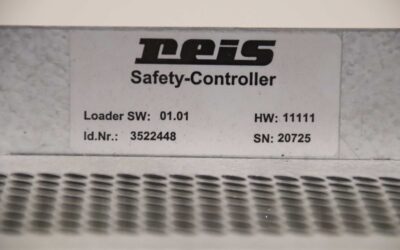 reis
Safety-Controller
Loader SW: 01.01 HW: 11111
Id.Nr.: 3522448 SN: 20725